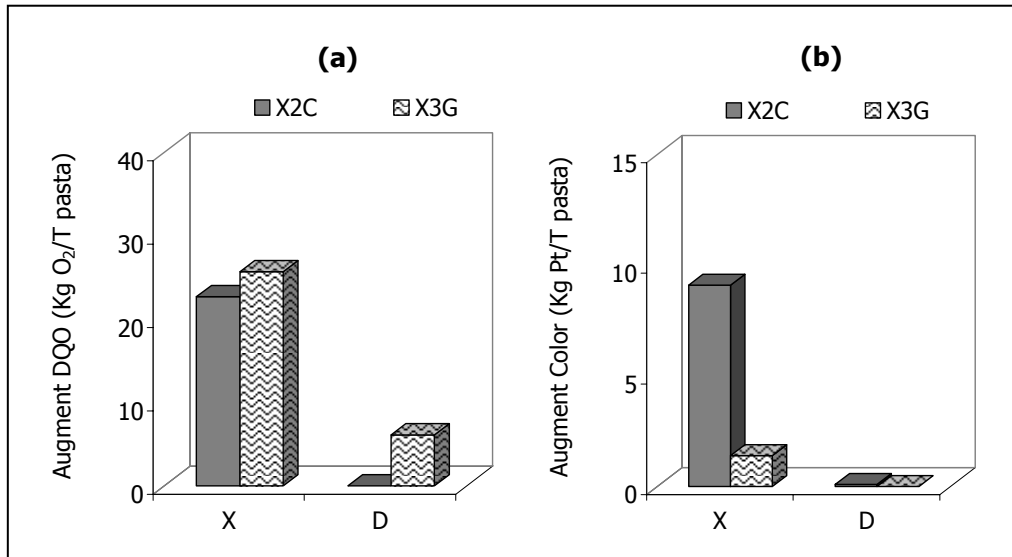 (a)
X2C X3G
Augment DQO (Kg O₂/T pasta)
40
30
20
10
0
X D
(b)
X2C X3G
Augment Color (Kg Pt/T pasta)
15
10
5
0
X D